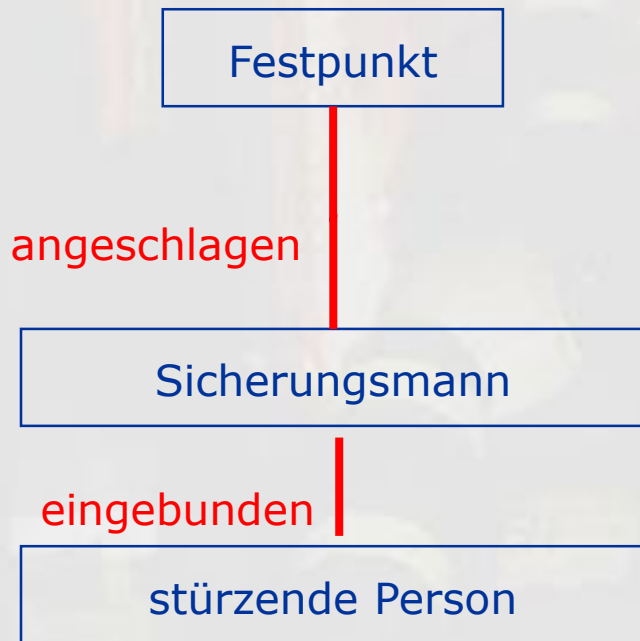 Festpunkt
angeschlagen
Sicherungsmann
eingebunden
stürzende Person